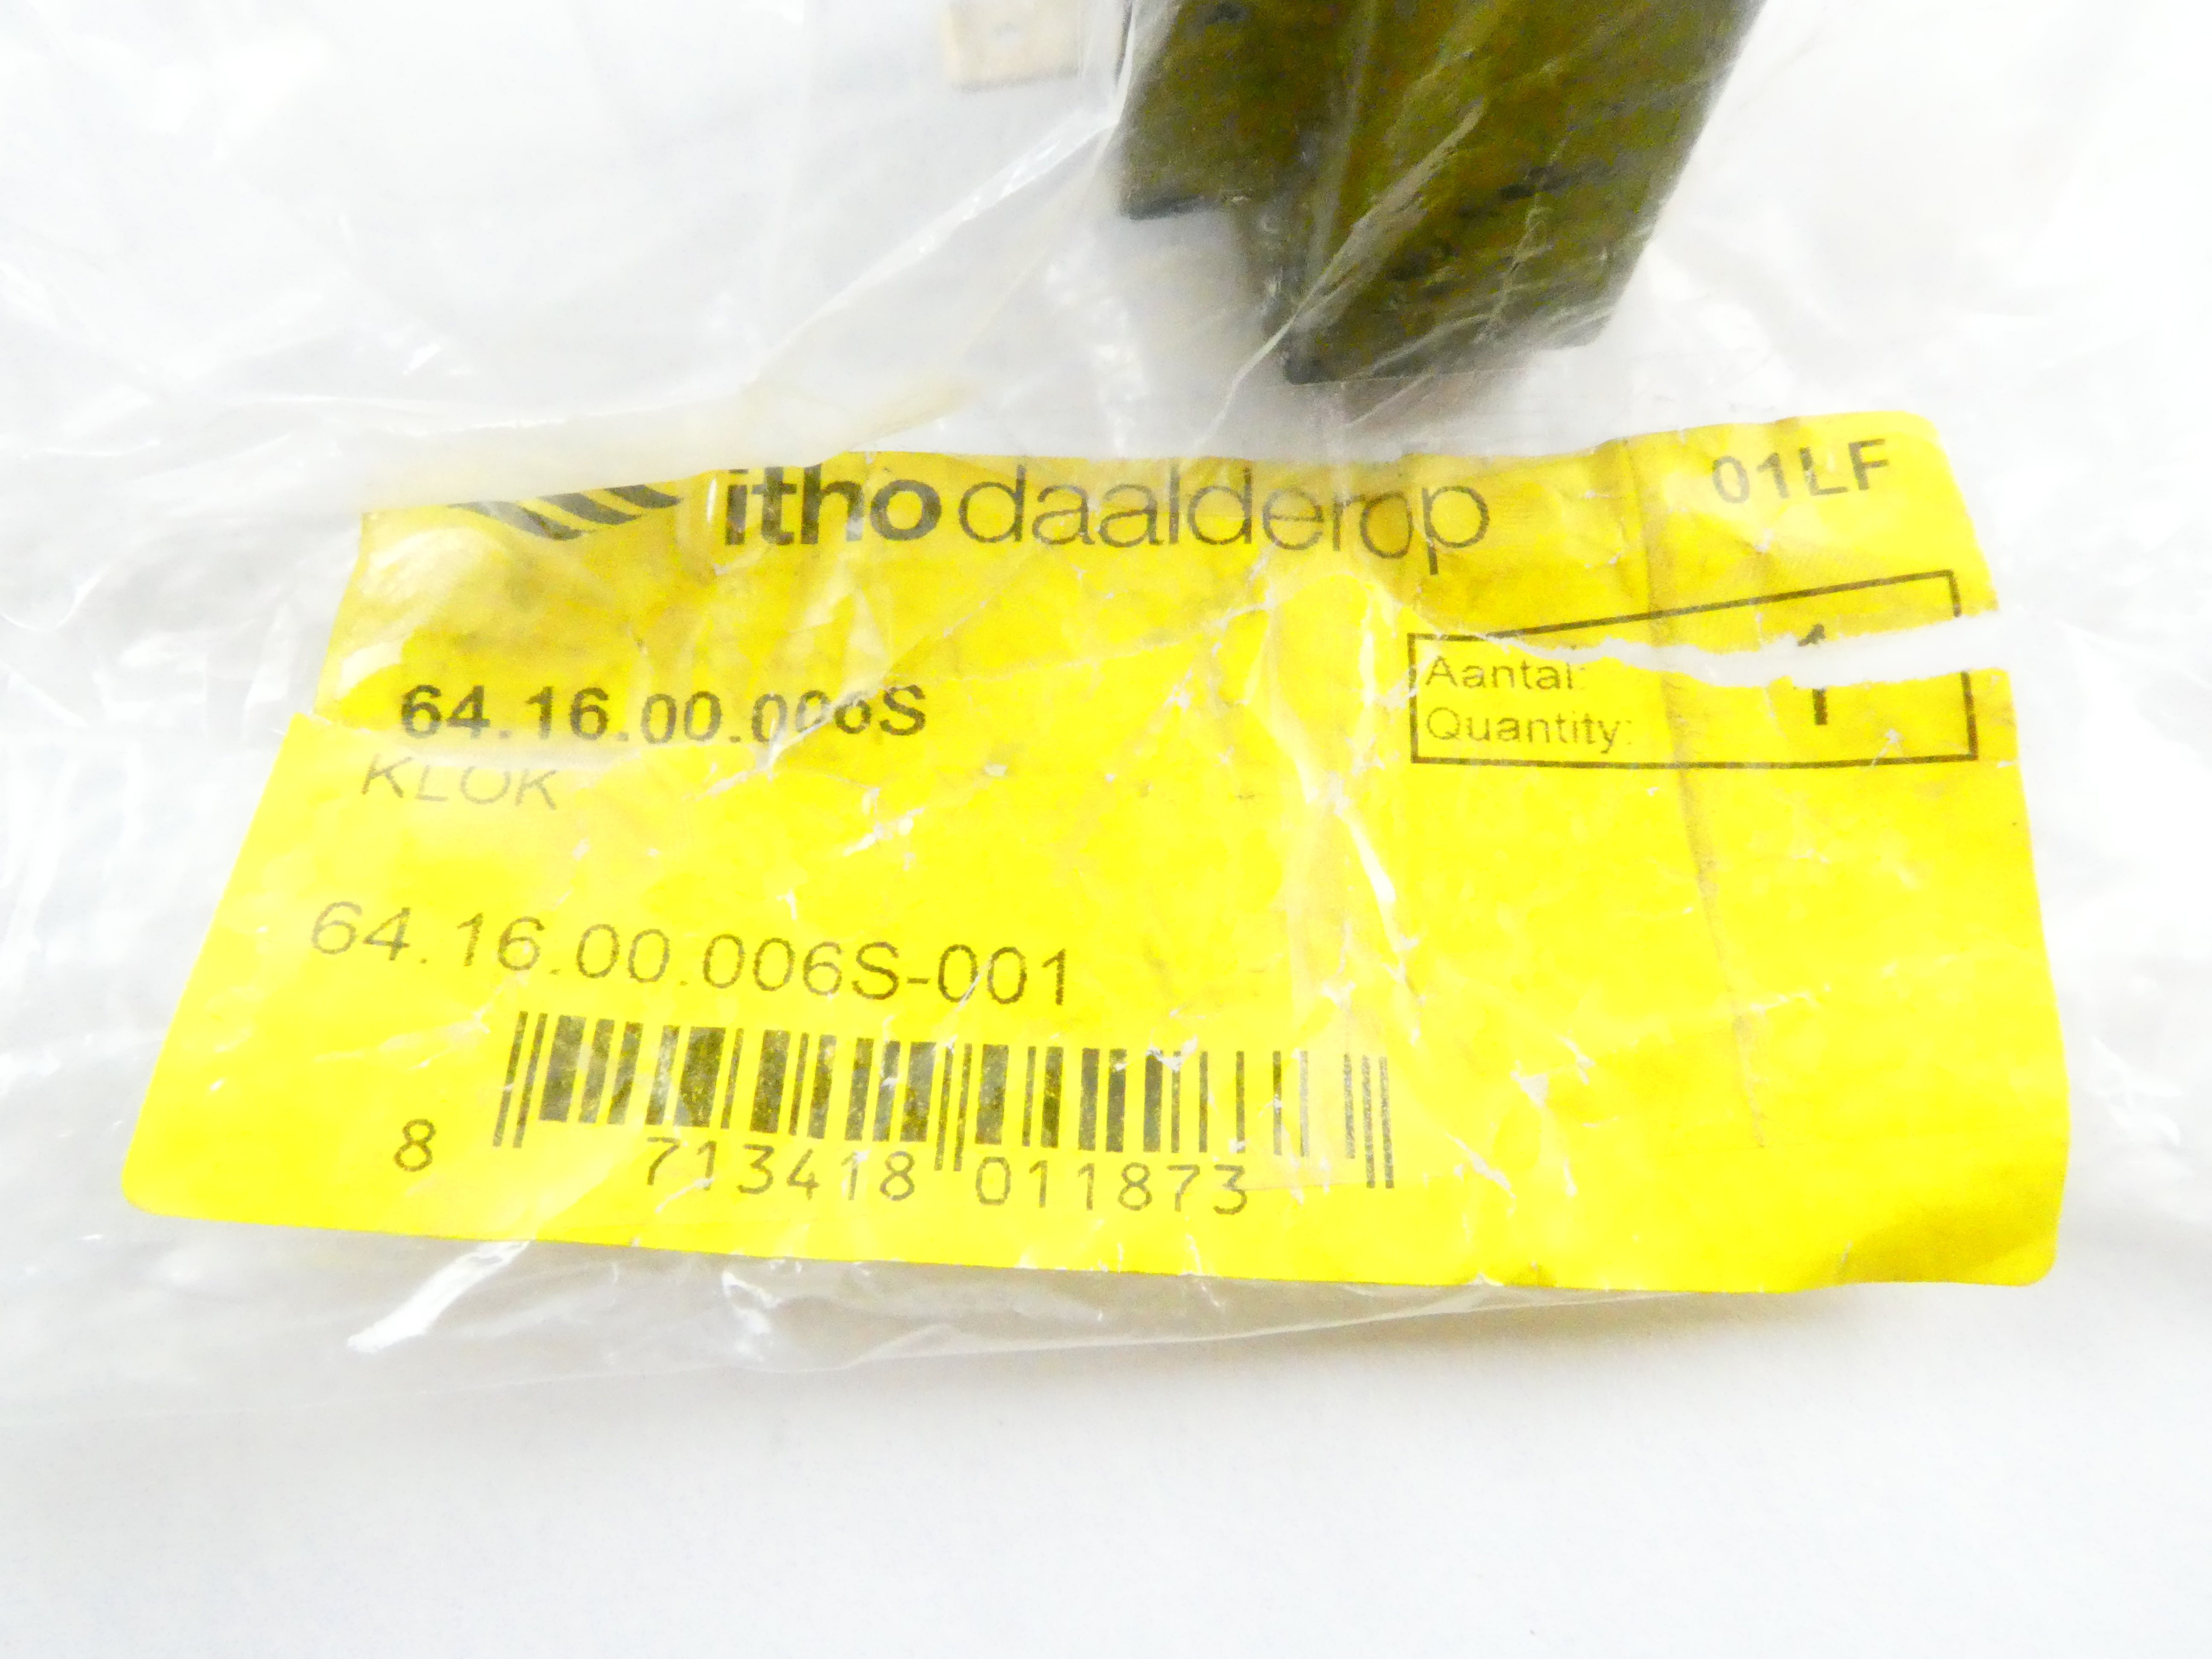 itho daalderop 01LF
64.16.00.006S
Aantal: 1
Quantity:
KLOK
64.16.00.006S-001
8 713418 011873